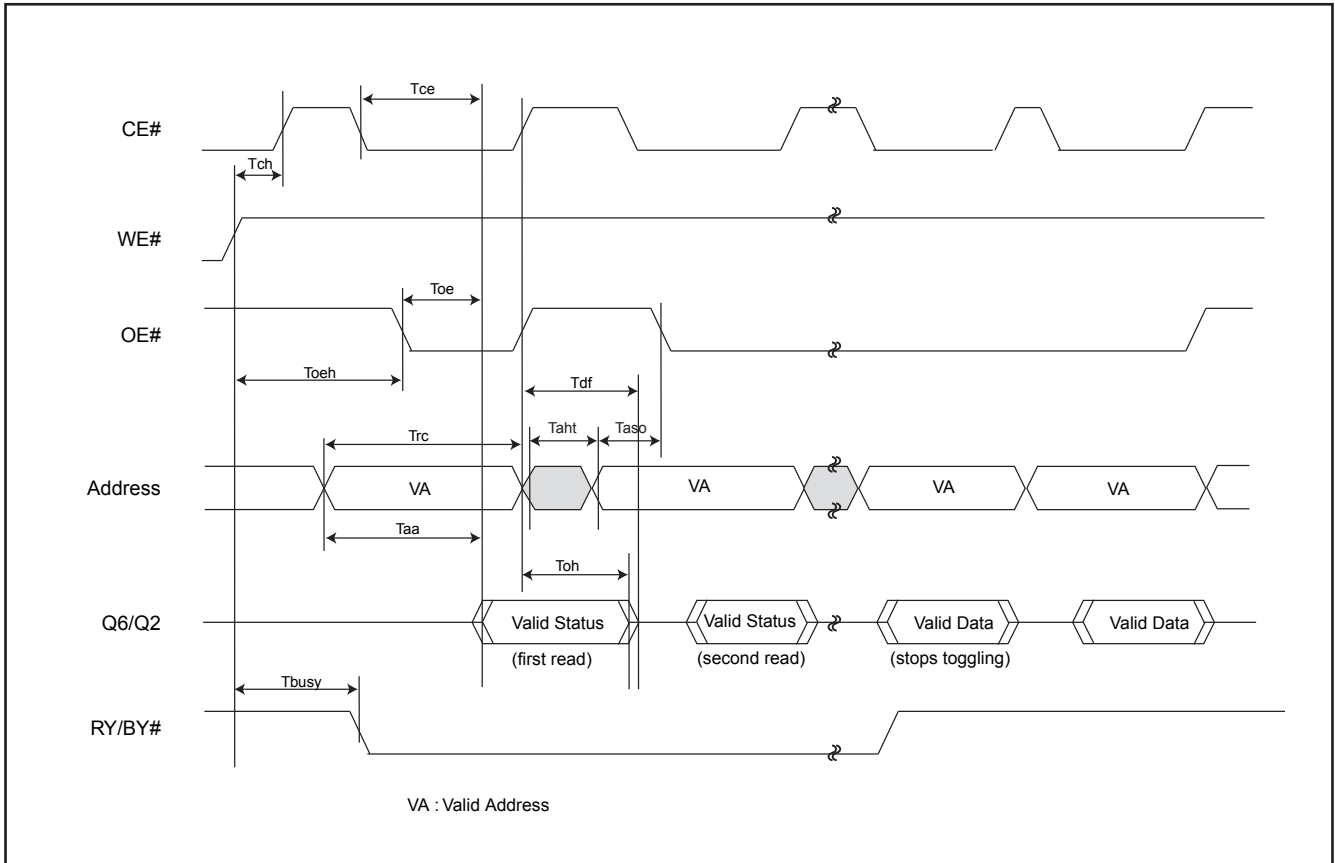 Tce
CE#
Tch
WE#
Toe
OE#
Toeh
Tdf
Trc
Taht
Taso
Address
VA
VA
VA
VA
Taa
Toh
Q6/Q2
Valid Status
Valid Status
Valid Data
Valid Data
(first read)
(second read)
(stops toggling)
Tbusy
RY/BY#
VA : Valid Address